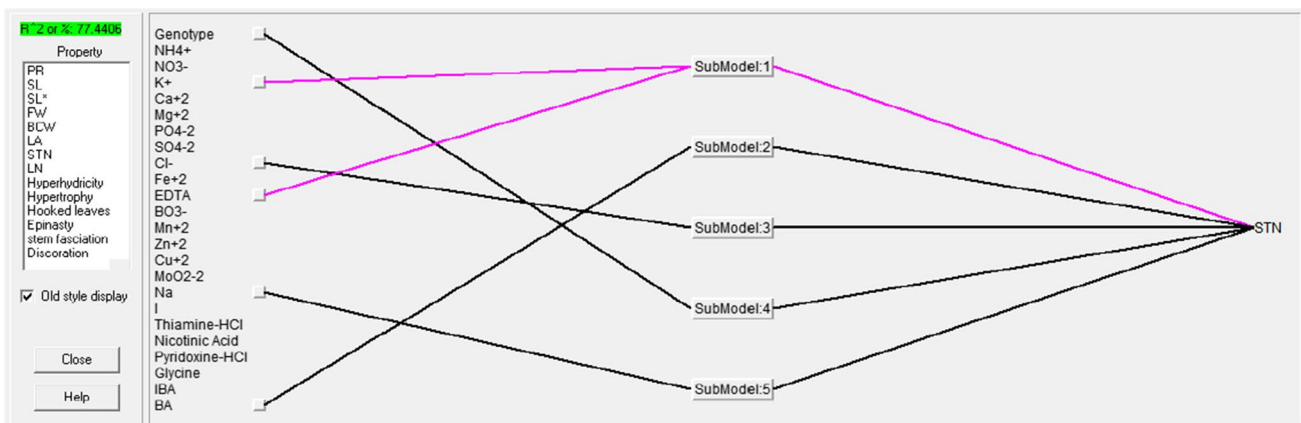 R^2 or %: 77.4406
Property
PR
SL
SL*
FW
BCW
LA
STN
LN
Hyperhydricity
Hypertrophy
Hooked leaves
Epinasty
stem fasciation
Discoration
Old style display
Close
Help
Genotype
NH4+
NO3-
K+
Ca+2
Mg+2
PO4-2
SO4-2
Cl-
Fe+2
EDTA
BO3-
Mn+2
Zn+2
Cu+2
MoO2-2
Na
I
Thiamine-HCl
Nicotinic Acid
Pyridoxine-HCl
Glycine
IBA
BA
SubModel:1
SubModel:2
SubModel:3
SubModel:4
SubModel:5
STN